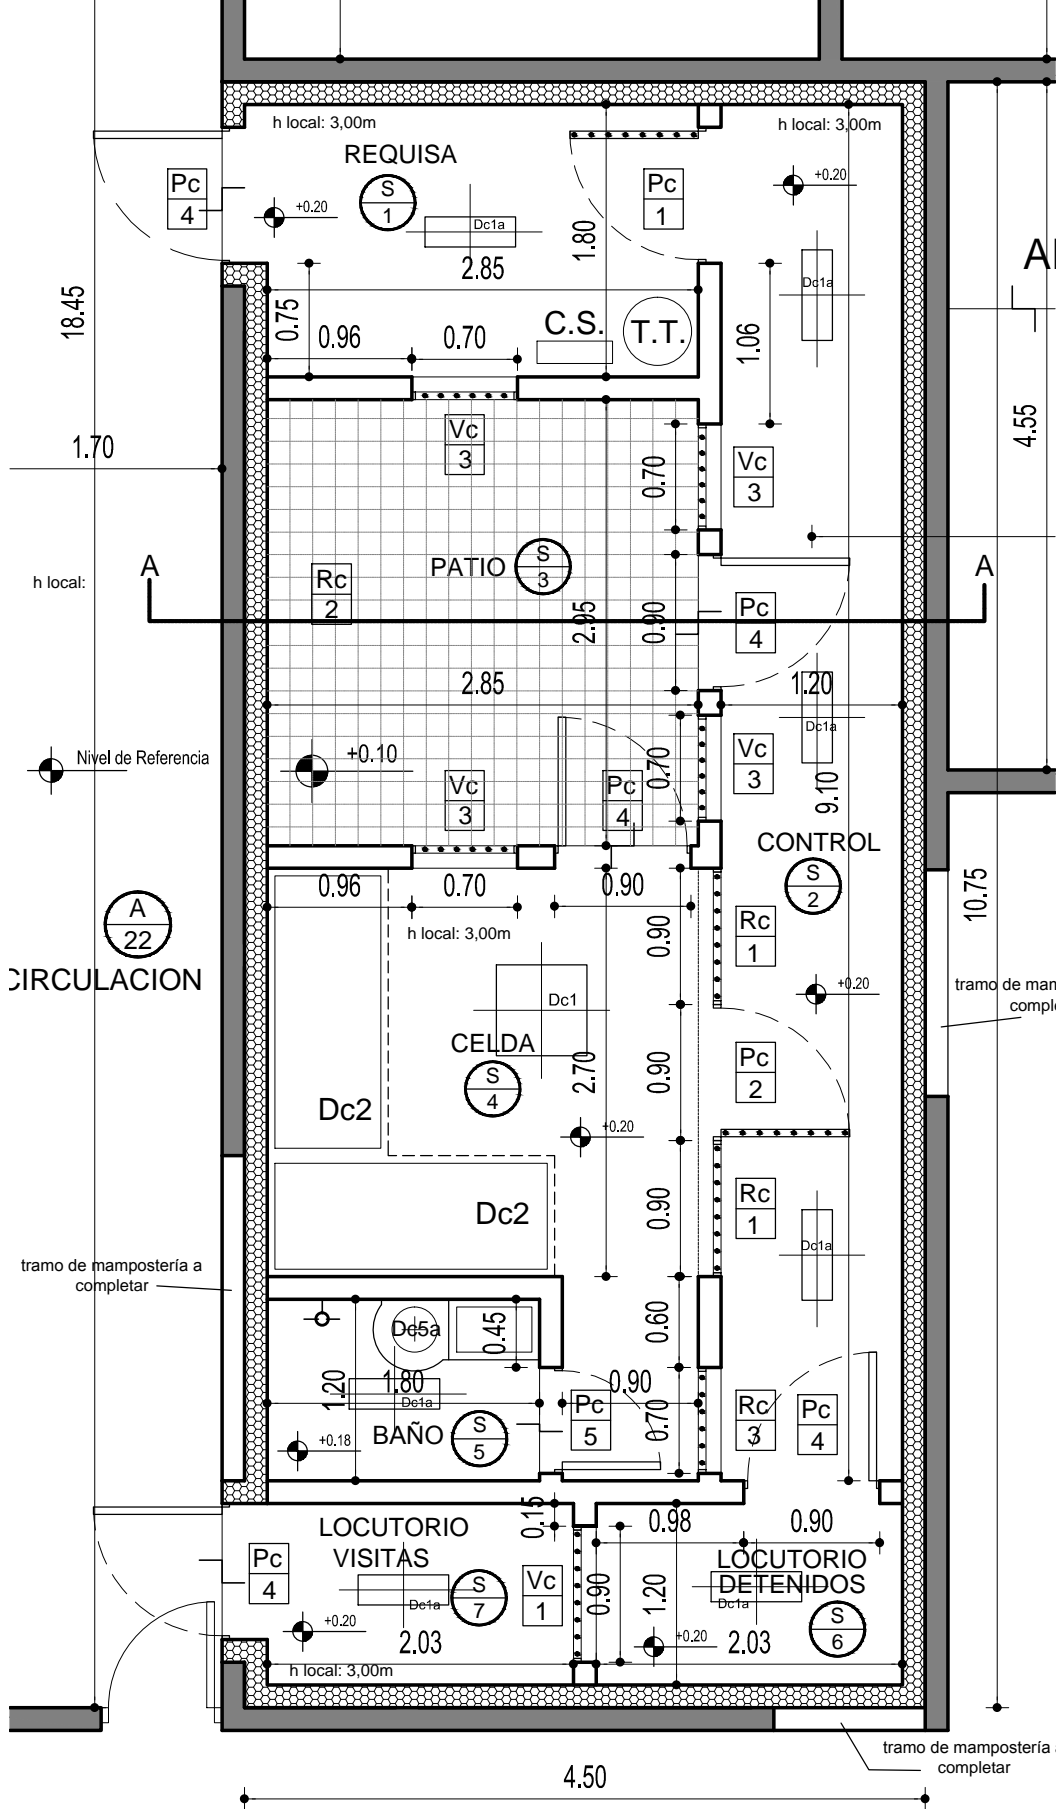 h local: 3,00m
h local: 3,00m
REQUISA
Pc
4
S
1
Pc
1
+0.20
+0.20
Dc1a
1.80
2.85
Dc1a
18.45
0.75
0.96
0.70
C.S.
T.T.
1.06
1.70
4.55
Vc
3
0.70
Vc
3
A
h local:
Rc
2
PATIO
S
3
2.95
0.90
Pc
4
A
2.85
1.20
Dc1a
Nivel de Referencia
+0.10
0.70
Vc
3
Vc
3
Pc
4
9.10
CONTROL
S
2
0.96
0.70
0.90
10.75
A
22
CIRCULACION
h local: 3,00m
0.90
Rc
1
Dc1
+0.20
CELDA
S
4
2.70
0.90
Pc
2
Dc2
+0.20
Dc2
0.90
Rc
1
Dc1a
tramo de mampostería a
completar
Dc5a
0.45
0.60
1.20
1.80
Dc1a
0.90
BAÑO
S
5
Pc
5
0.70
Rc
3
Pc
4
+0.18
0.15
LOCUTORIO
VISITAS
0.98
0.90
Pc
4
Dc1a
S
7
Vc
1
0.90
1.20
LOCUTORIO
DETENIDOS
Dc1a
S
6
+0.20
2.03
+0.20
2.03
h local: 3,00m
tramo de mampostería
completar
4.50